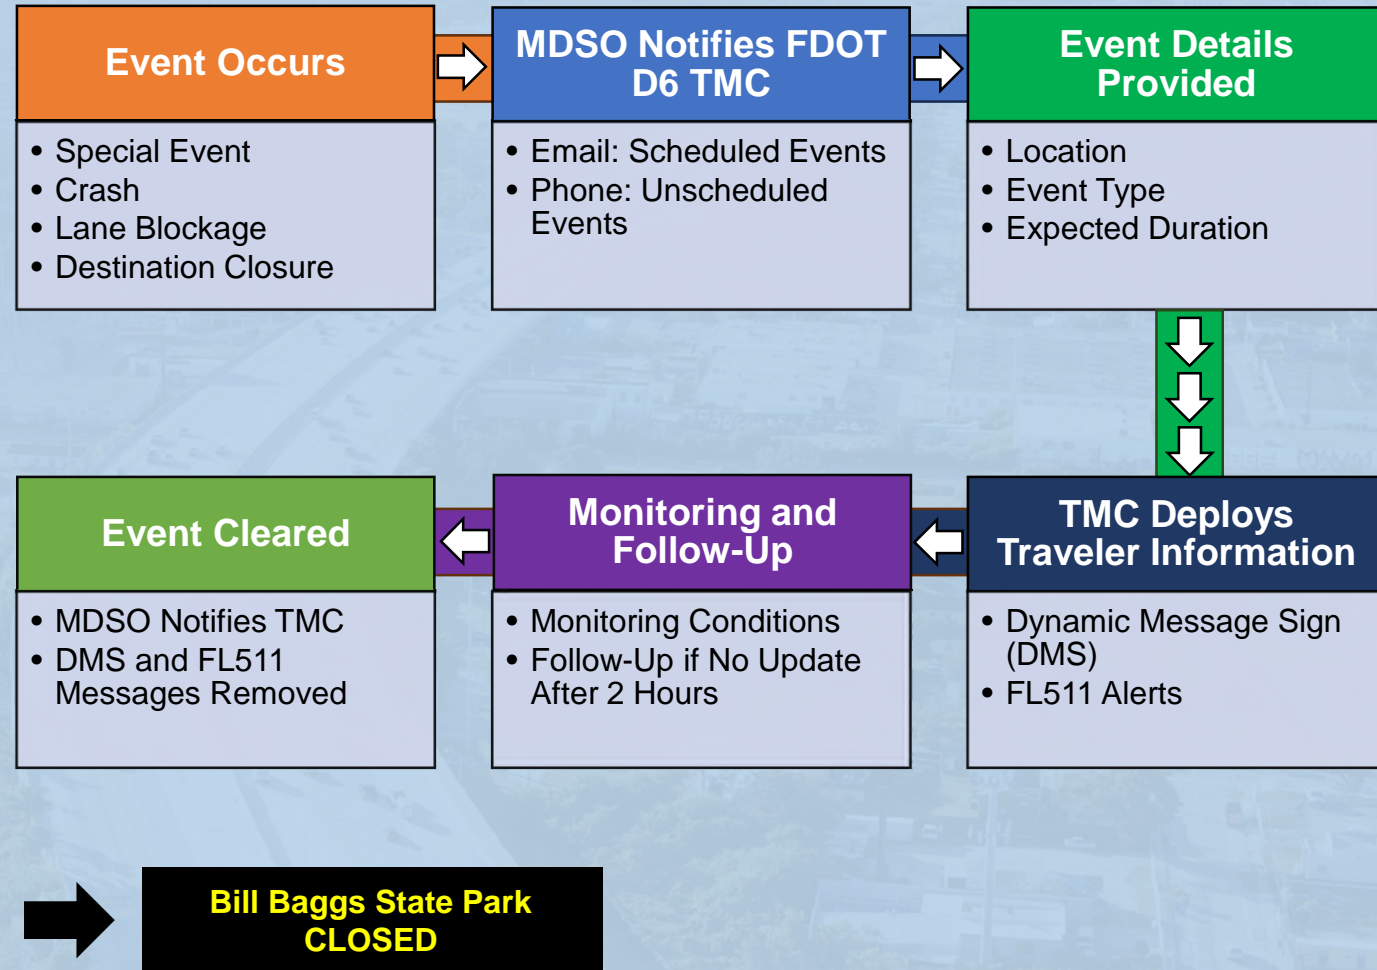 Event Occurs
• Special Event
• Crash
• Lane Blockage
• Destination Closure
MDSO Notifies FDOT
D6 TMC
• Email: Scheduled Events
• Phone: Unscheduled
Events
Event Details
Provided
• Location
• Event Type
• Expected Duration
TMC Deploys
Traveler Information
• Dynamic Message Sign
(DMS)
• FL511 Alerts
Monitoring and
Follow-Up
• Monitoring Conditions
• Follow-Up if No Update
After 2 Hours
Event Cleared
• MDSO Notifies TMC
• DMS and FL511
Messages Removed
Bill Baggs State Park
CLOSED